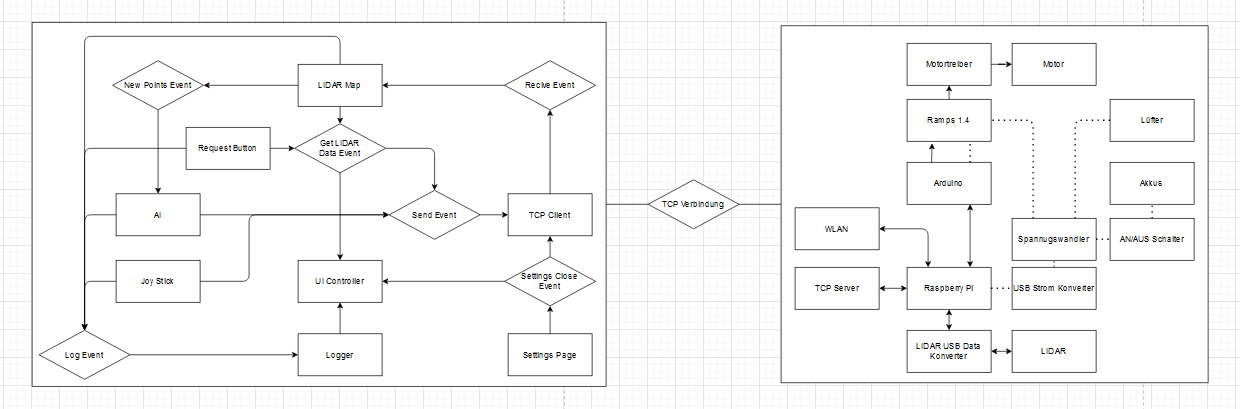 New Points Event
LIDAR Map
Recive Event
Request Button
Get LIDAR
Data Event
AI
Send Event
TCP Client
Joy Stick
UI Controller
Settings Close
Event
Log Event
Logger
Settings Page
TCP Verbindung
Motortreiber
Motor
Ramps 1.4
Lüfter
Arduino
Akkus
WLAN
Spannugswandler
AN/AUS Schalter
TCP Server
Raspberry PI
USB Strom Konverter
LIDAR USB Data
Konverter
LIDAR